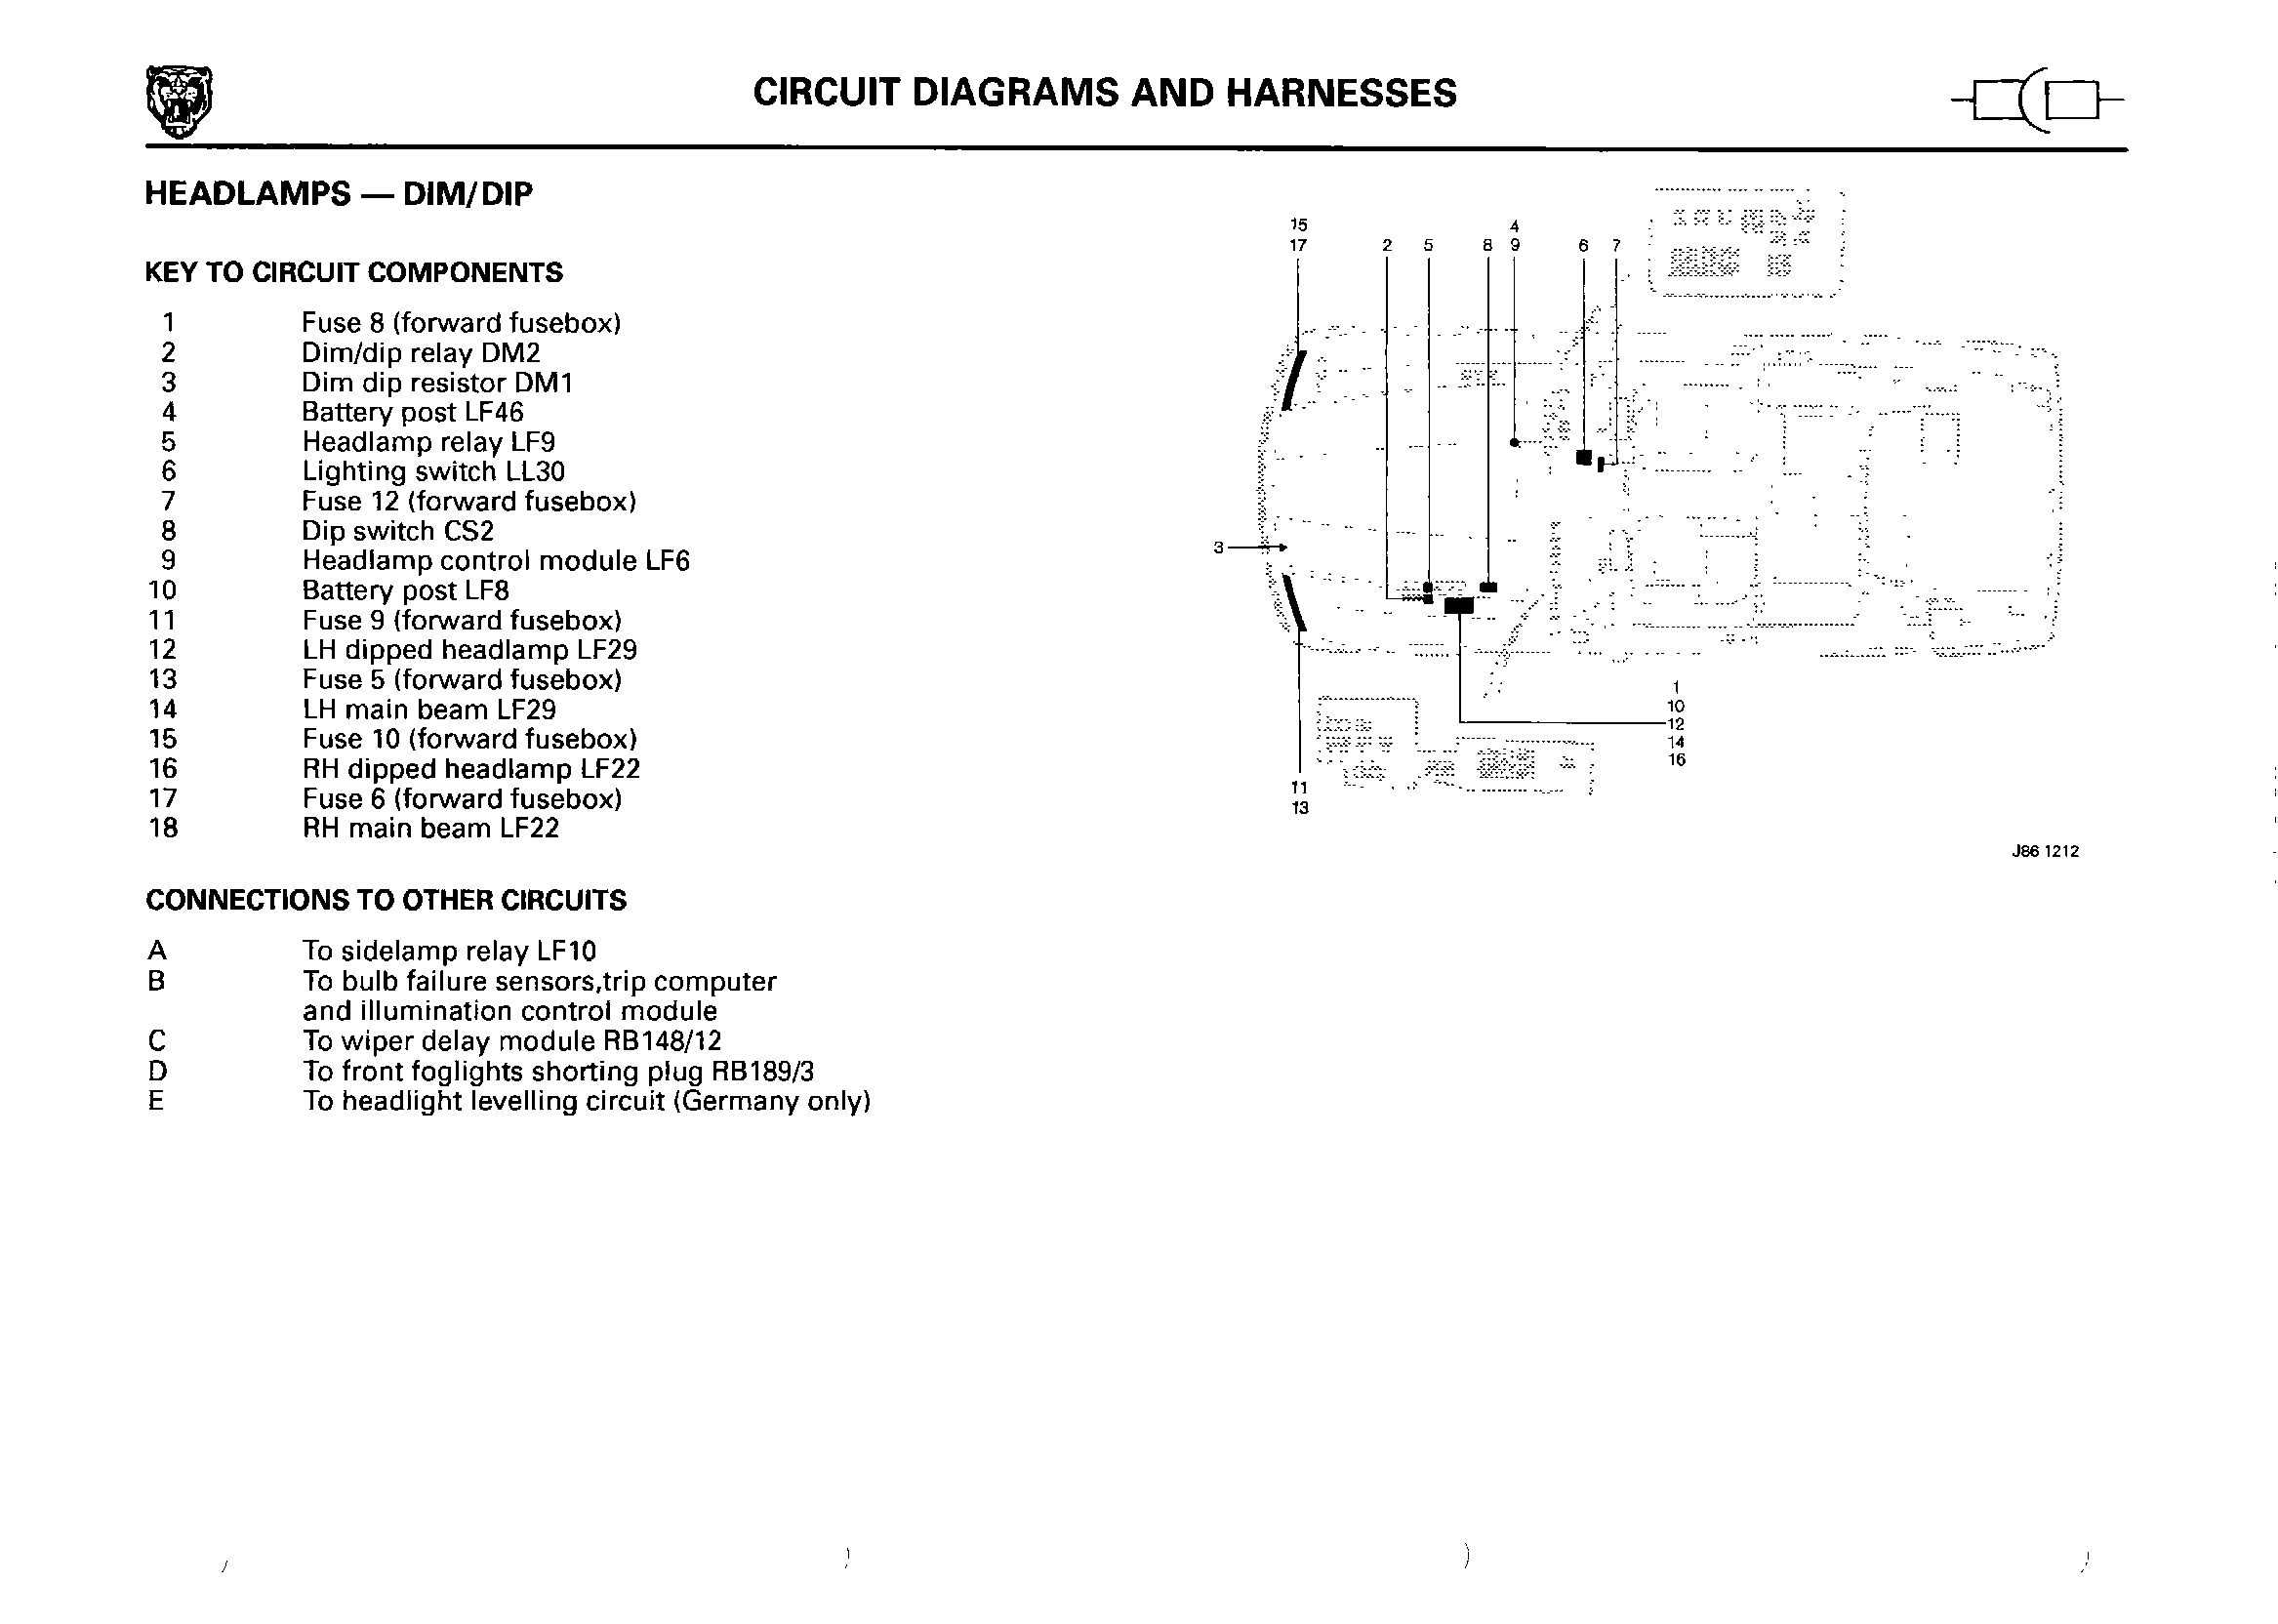 CIRCUIT DIAGRAMS AND HARNESSES
HEADLAMPS — DIM/DIP
KEY TO CIRCUIT COMPONENTS
1 Fuse 8 (forward fusebox)
2 Dim/dip relay DM2
3 Dim dip resistor DM1
4 Battery post LF46
5 Headlamp relay LF9
6 Lighting switch LL30
7 Fuse 12 (forward fusebox)
8 Dip switch CS2
9 Headlamp control module LF6
10 Battery post LF8
11 Fuse 9 (forward fusebox)
12 LH dipped headlamp LF29
13 Fuse 5 (forward fusebox)
14 LH main beam LF29
15 Fuse 10 (forward fusebox)
16 RH dipped headlamp LF22
17 Fuse 6 (forward fusebox)
18 RH main beam LF22
CONNECTIONS TO OTHER CIRCUITS
A To sidelamp relay LF10
B To bulb failure sensors,trip computer
and illumination control module
C To wiper delay module RB148/12
D To front foglights shorting plug RB189/3
E To headlight levelling circuit (Germany only)
15 4
17 2 5 8 9 6 7
3
1
10
12
14
16
11
13
J86 1212